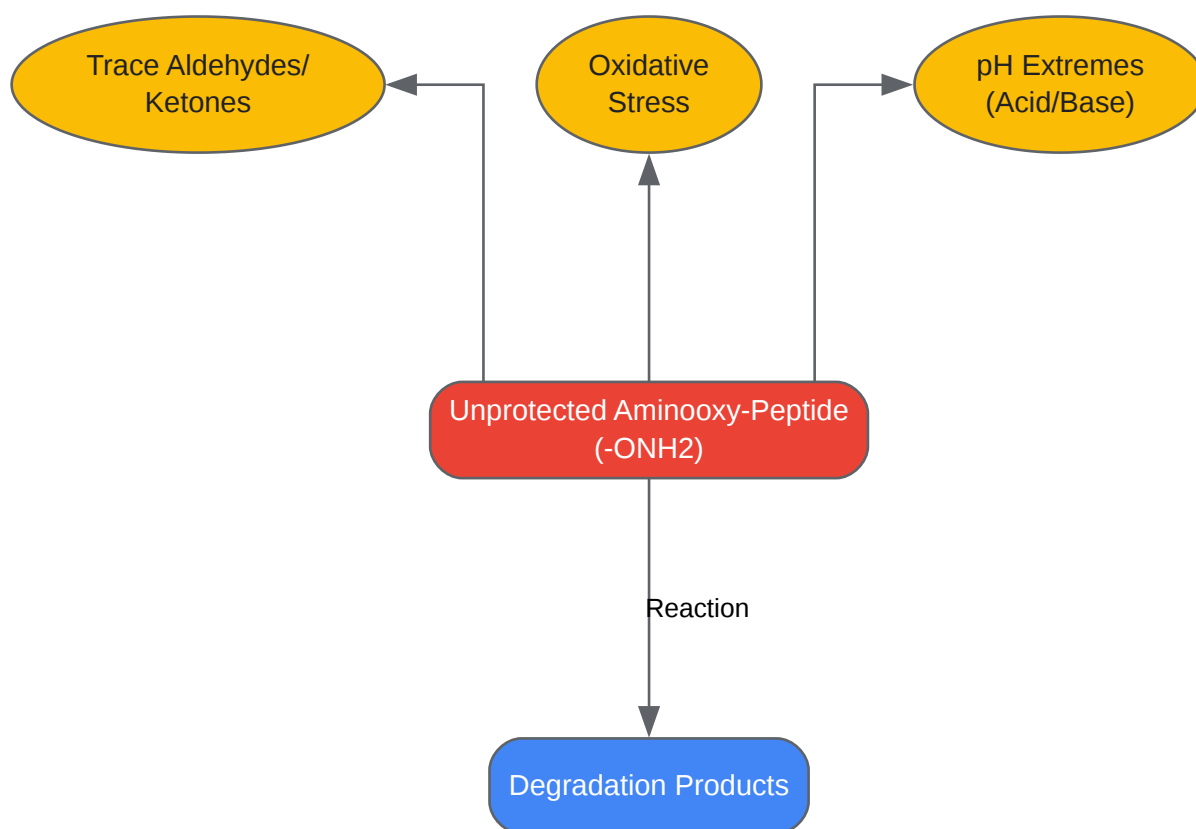 Trace Aldehydes/
Ketones
Oxidative
Stress
pH Extremes
(Acid/Base)
Unprotected Aminooxy-Peptide
(-ONH2)
Reaction
Degradation Products